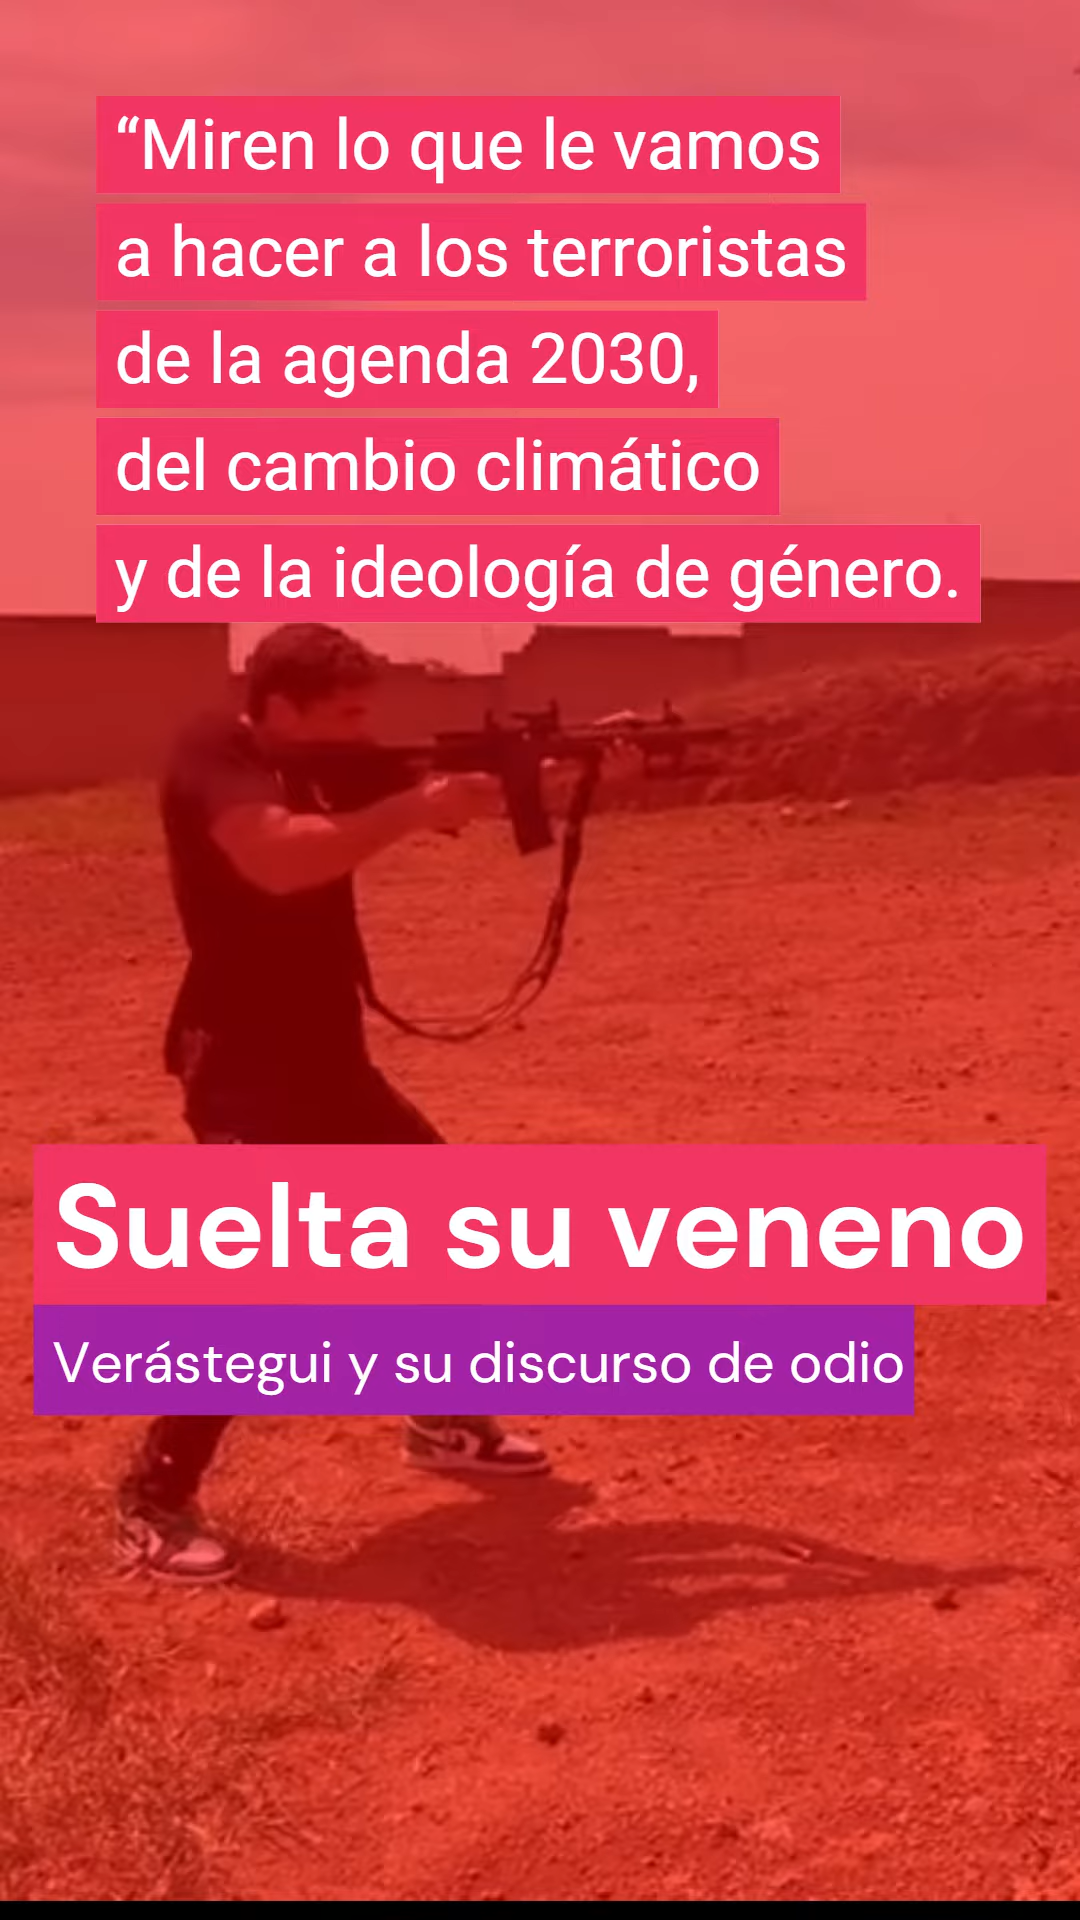 “Miren lo que le vamos
a hacer a los terroristas
de la agenda 2030,
del cambio climático
y de la ideología de género.
Suelta su veneno
Verástegui y su discurso de odio